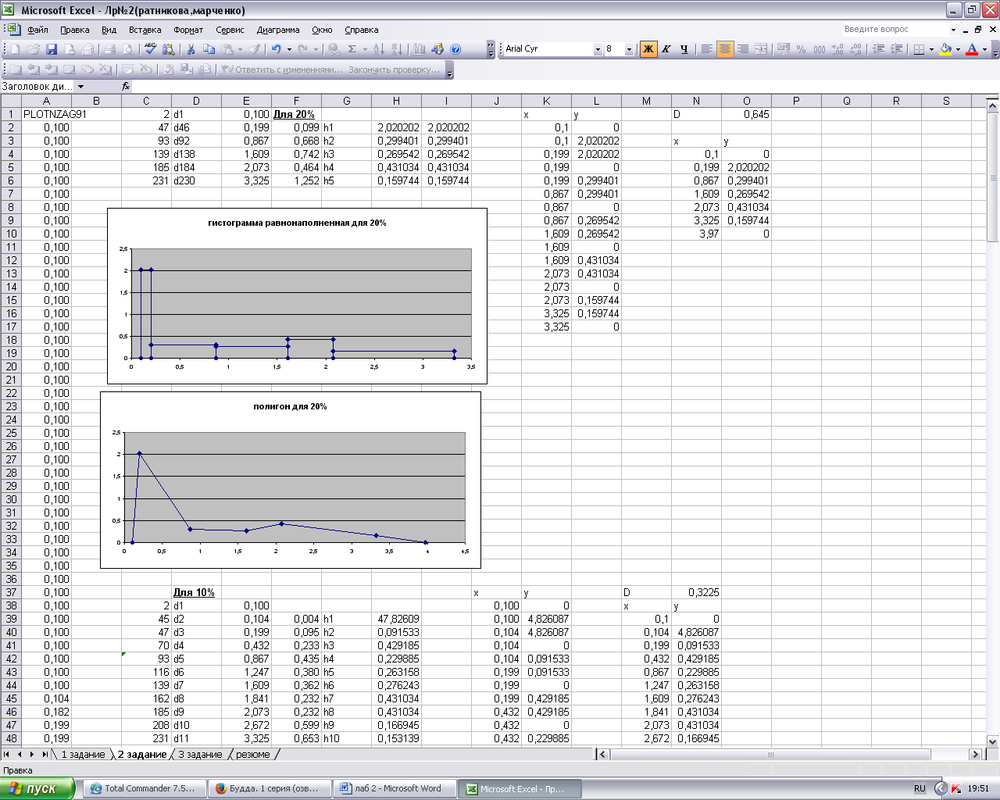 Microsoft Excel - Лр№2(ратникова,марченко)
Файл Правка Вид Вставка Формат Сервис Диаграмма Окно Справка Введите вопрос
Arial Cyr 8 Ж К Ч
Ответить с изменениями... Закончить проверку...
Заголовок ди... fx
A B C D E F G H I J K L M N O P Q R S
1 PLOTNZAG91 2 d1 0,100 Для 20% x y D 0,645
2 0,100 47 d46 0,199 0,099 h1 2,020202 2,020202 0,1 0
3 0,100 93 d92 0,867 0,668 h2 0,299401 0,299401 0,1 2,020202 x y
4 0,100 139 d138 1,609 0,742 h3 0,269542 0,269542 0,199 2,020202 0,1 0
5 0,100 185 d184 2,073 0,464 h4 0,431034 0,431034 0,199 0 0,199 2,020202
6 0,100 231 d230 3,325 1,252 h5 0,159744 0,159744 0,199 0,299401 0,867 0,299401
7 0,100 0,867 0,299401 1,609 0,269542
8 0,100 0,867 0 2,073 0,431034
9 0,100 0,867 0,269542 3,325 0,159744
10 0,100 1,609 0,269542 3,97 0
11 0,100 1,609 0
12 0,100 1,609 0,431034
13 0,100 2,073 0,431034
14 0,100 2,073 0
15 0,100 2,073 0,159744
16 0,100 3,325 0,159744
17 0,100 3,325 0
18 0,100
19 0,100
20 0,100
21 0,100
22 0,100
23 0,100
24 0,100
25 0,100
26 0,100
27 0,100
28 0,100
29 0,100
30 0,100
31 0,100
32 0,100
33 0,100
34 0,100
35 0,100
36 0,100
гистограмма равнонаполненная для 20%
2,5
2
1,5
1
0,5
0
0 0,5 1 1,5 2 2,5 3 3,5
полигон для 20%
2,5
2
1,5
1
0,5
0
0 0,5 1 1,5 2 2,5 3 3,5 4 4,5
37 0,100 Для 10% x y D 0,3225
38 0,100 2 d1 0,100 0,100 0 x y
39 0,100 45 d2 0,104 0,004 h1 47,82609 0,100 4,826087 0,1 0
40 0,100 47 d3 0,199 0,095 h2 0,091533 0,104 4,826087 0,104 4,826087
41 0,100 70 d4 0,432 0,233 h3 0,429185 0,104 0 0,199 0,091533
42 0,100 93 d5 0,867 0,435 h4 0,229885 0,104 0,091533 0,432 0,429185
43 0,100 116 d6 1,247 0,380 h5 0,263158 0,199 0,091533 0,867 0,229885
44 0,100 139 d7 1,609 0,362 h6 0,276243 0,199 0 1,247 0,263158
45 0,104 162 d8 1,841 0,232 h7 0,431034 0,199 0,429185 1,609 0,276243
46 0,182 185 d9 2,073 0,232 h8 0,431034 0,432 0,429185 1,841 0,431034
47 0,199 208 d10 2,672 0,599 h9 0,166945 0,432 0 2,073 0,431034
48 0,199 231 d11 3,325 0,653 h10 0,153139 0,432 0,229885 2,672 0,166945
1 задание 2 задание 3 задание резюме
Правка
пуск Total Commander 7.5... Будда. 1 серия (озв... лаб 2 - Microsoft Word Microsoft Excel - Лр... RU 19:51